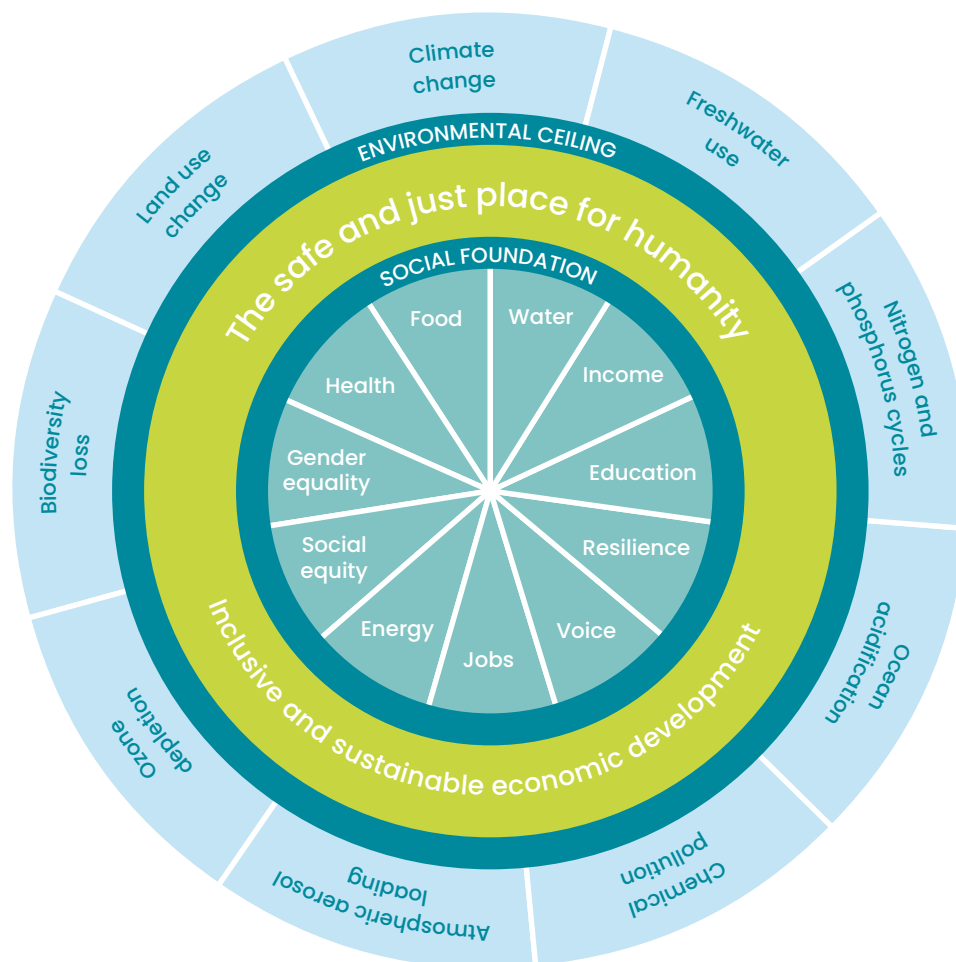 Climate
change
Freshwater
use
Nitrogen and
phosphorus cycles
Ocean
acidification
Chemical
pollution
Atmospheric aerosol
loading
Ozone
depletion
Biodiversity
loss
Land use
change
ENVIRONMENTAL CEILING
The safe and just place for humanity
SOCIAL FOUNDATION
Water
Income
Education
Resilience
Voice
Jobs
Energy
Social
equity
Gender
equality
Health
Food
Inclusive and sustainable economic development